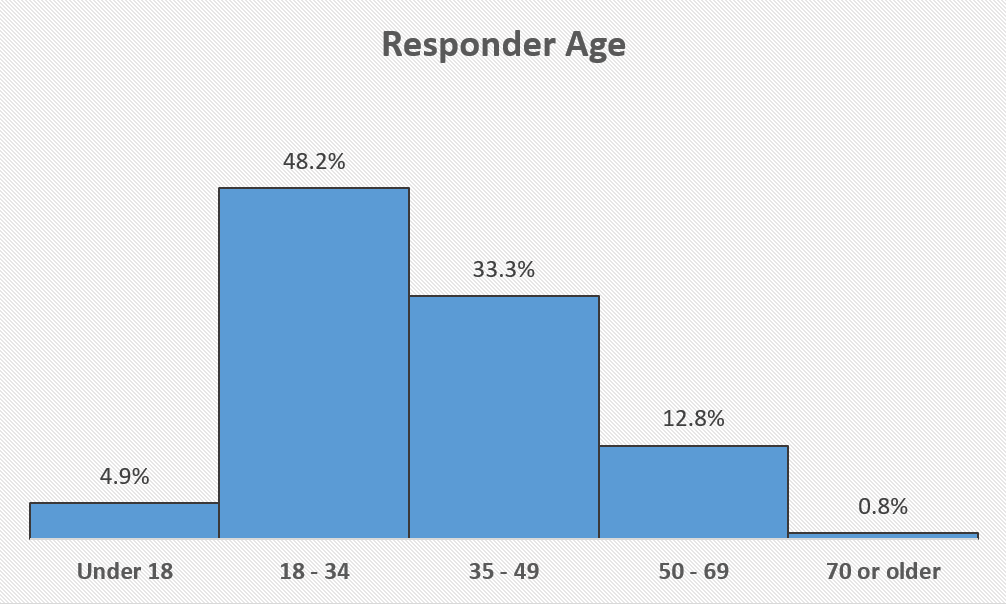 Responder Age
48.2%
33.3%
12.8%
4.9%
0.8%
Under 18
18 - 34
35 - 49
50 - 69
70 or older